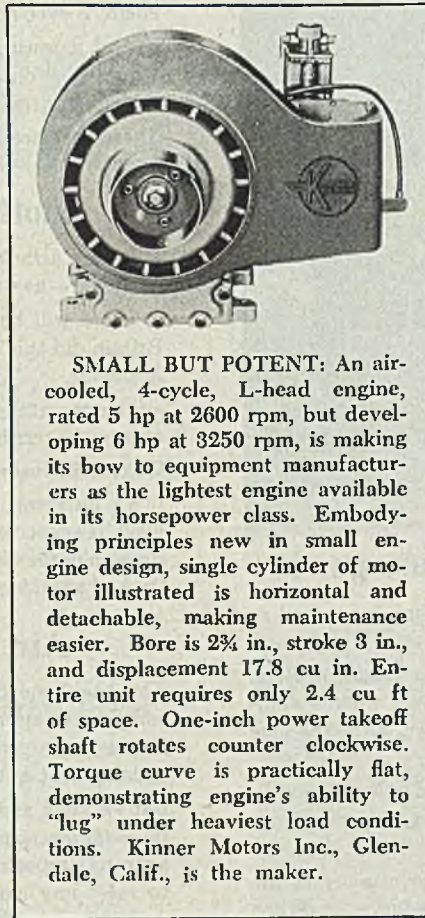 SMALL BUT POTENT: An air-
cooled, 4-cycle, L-head engine,
rated 5 hp at 2600 rpm, but devel-
oping 6 hp at 3250 rpm, is making
its bow to equipment manufactur-
ers as the lightest engine available
in its horsepower class. Embody-
ing principles new in small en-
gine design, single cylinder of mo-
tor illustrated is horizontal and
detachable, making maintenance
easier. Bore is 2¾ in., stroke 3 in.,
and displacement 17.8 cu in. En-
tire unit requires only 2.4 cu ft
of space. One-inch power takeoff
shaft rotates counter clockwise.
Torque curve is practically flat,
demonstrating engine's ability to
"lug" under heaviest load condi-
tions. Kinner Motors Inc., Glen-
dale, Calif., is the maker.